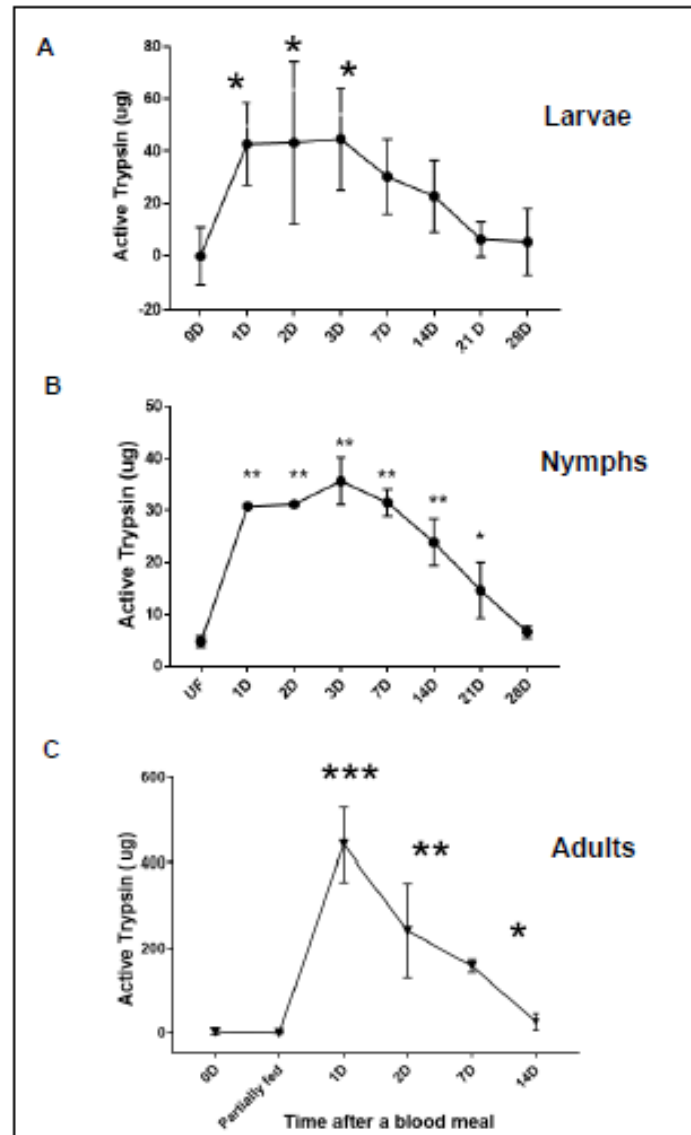 A
Active Trypsin (ug)
80
60
40
20
0
-20
* * *
Larvae
0D 1D 2D 3D 7D 14D 21 D 28D
B
Active Trypsin (ug)
50
40
30
20
10
0
** ** ** ** ** *
Nymphs
UF 1D 2D 3D 7D 14D 21D 28D
C
Active Trypsin ( ug)
600
400
200
0
*** ** *
Adults
0D Partially fed 1D 2D 7D 14D
Time after a blood meal